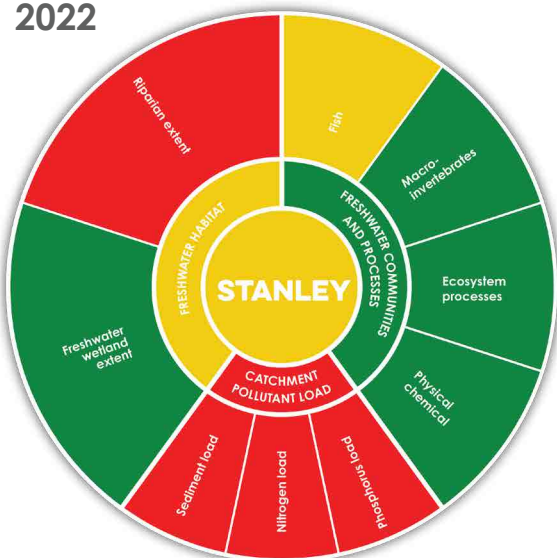 2022
Riparian extent
Fish
Macro-
invertebrates
Ecosystem
processes
Physical
chemical
Phosphorus load
Nitrogen load
Sediment load
Freshwater
wetland
extent
FRESHWATER HABITAT
FRESHWATER COMMUNITIES
AND PROCESSES
CATCHMENT
POLLUTANT LOAD
STANLEY